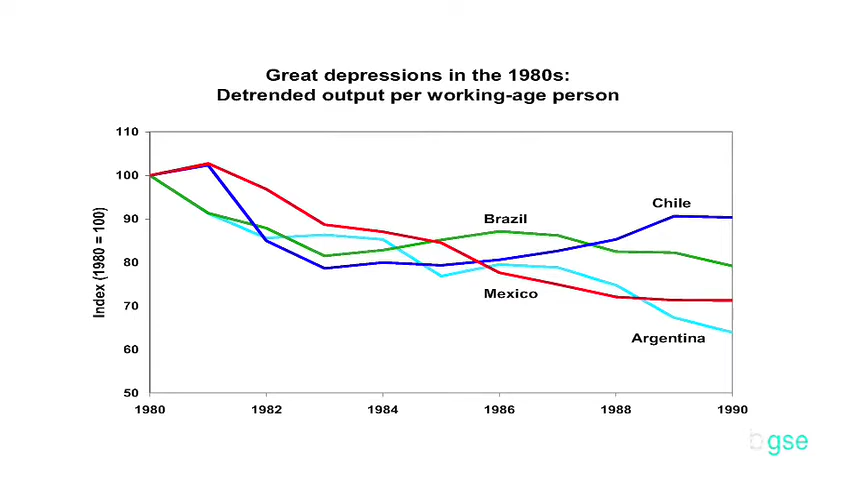 Great depressions in the 1980s:
Detrended output per working-age person
Index (1980 = 100)
110
100
90
80
70
60
50
Chile
Brazil
Mexico
Argentina
1980 1982 1984 1986 1988 1990
bgse